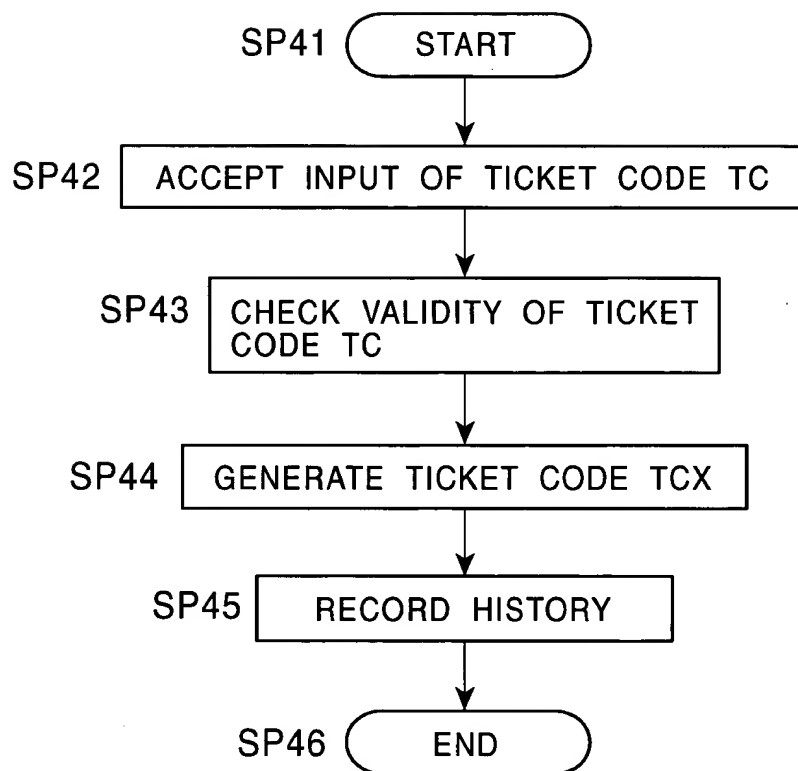 SP41 START
SP42 ACCEPT INPUT OF TICKET CODE TC
SP43 CHECK VALIDITY OF TICKET
CODE TC
SP44 GENERATE TICKET CODE TCX
SP45 RECORD HISTORY
SP46 END